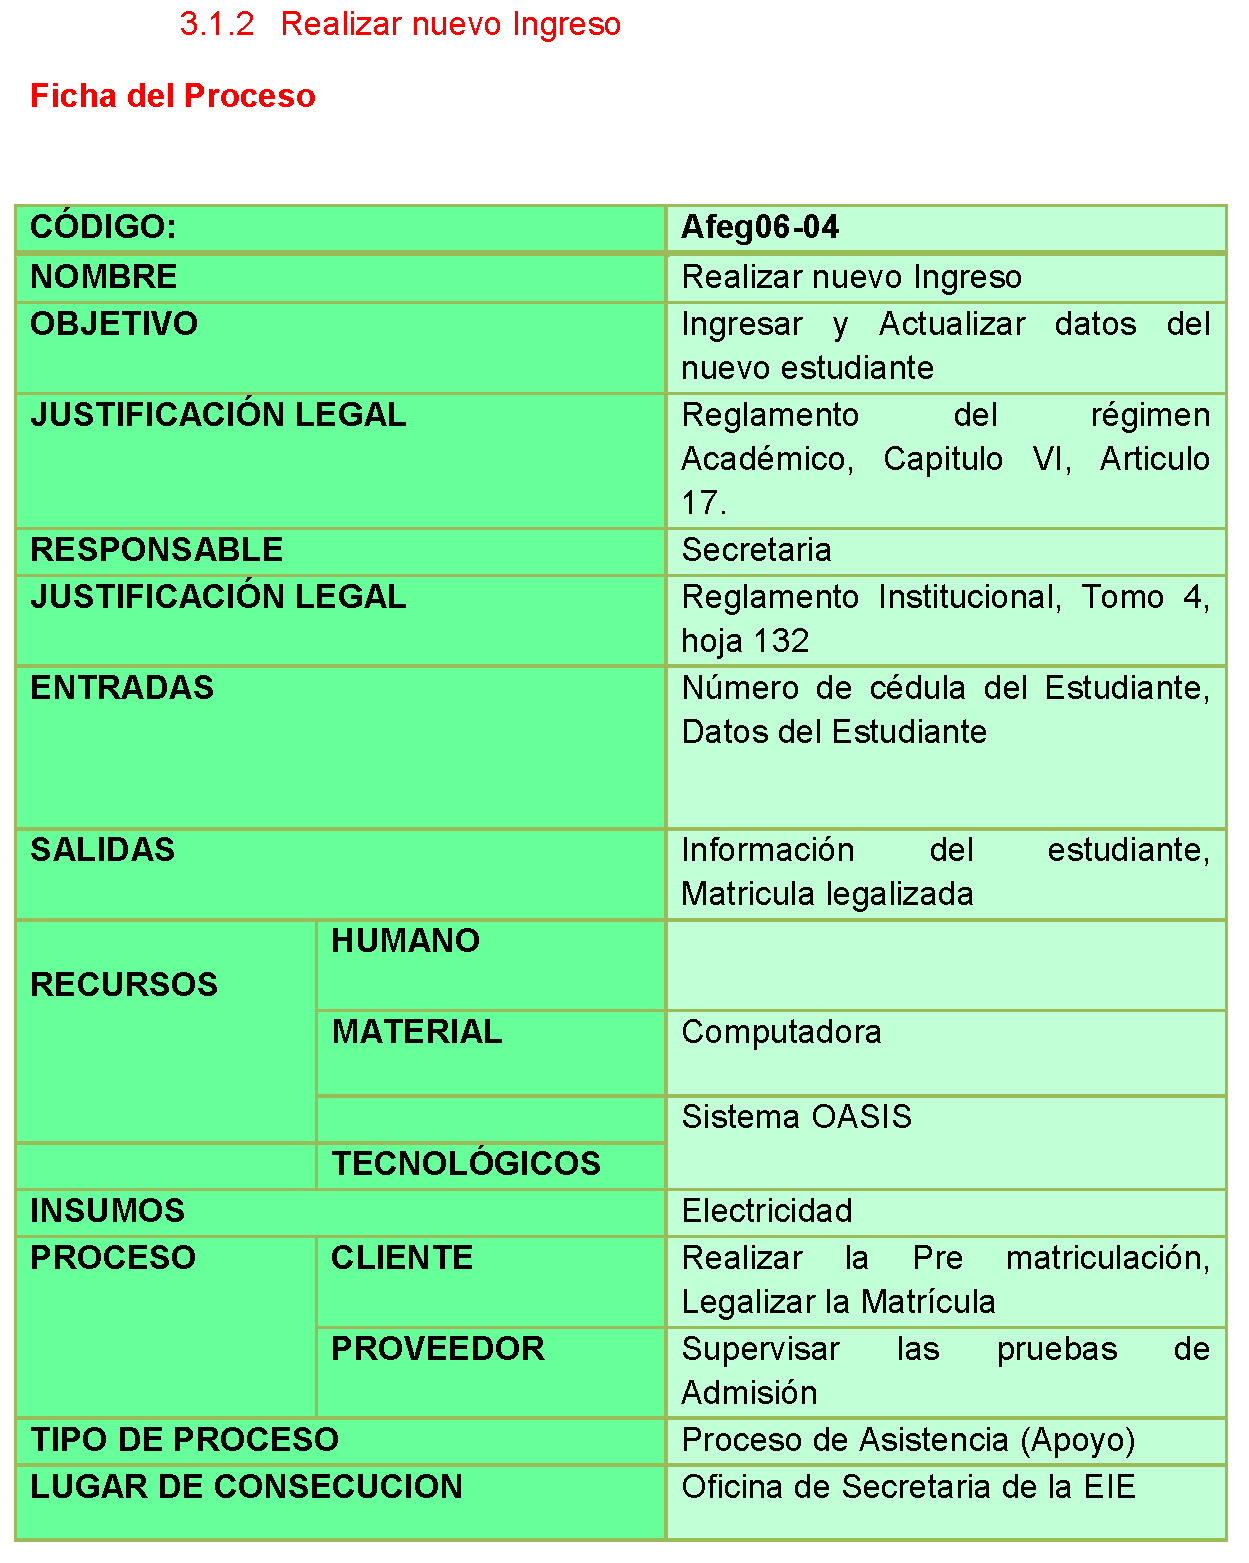 3.1.2 Realizar nuevo Ingreso
Ficha del Proceso
CÓDIGO: Afeg06-04
NOMBRE Realizar nuevo Ingreso
OBJETIVO Ingresar y Actualizar datos del
nuevo estudiante
JUSTIFICACIÓN LEGAL Reglamento del régimen
Académico, Capitulo VI, Articulo
17.
RESPONSABLE Secretaria
JUSTIFICACIÓN LEGAL Reglamento Institucional, Tomo 4,
hoja 132
ENTRADAS Número de cédula del Estudiante,
Datos del Estudiante
SALIDAS Información del estudiante,
Matricula legalizada
HUMANO
RECURSOS
MATERIAL Computadora
Sistema OASIS
TECNOLÓGICOS
INSUMOS Electricidad
PROCESO CLIENTE Realizar la Pre matriculación,
Legalizar la Matrícula
PROVEEDOR Supervisar las pruebas de
Admisión
TIPO DE PROCESO Proceso de Asistencia (Apoyo)
LUGAR DE CONSECUCION Oficina de Secretaria de la EIE